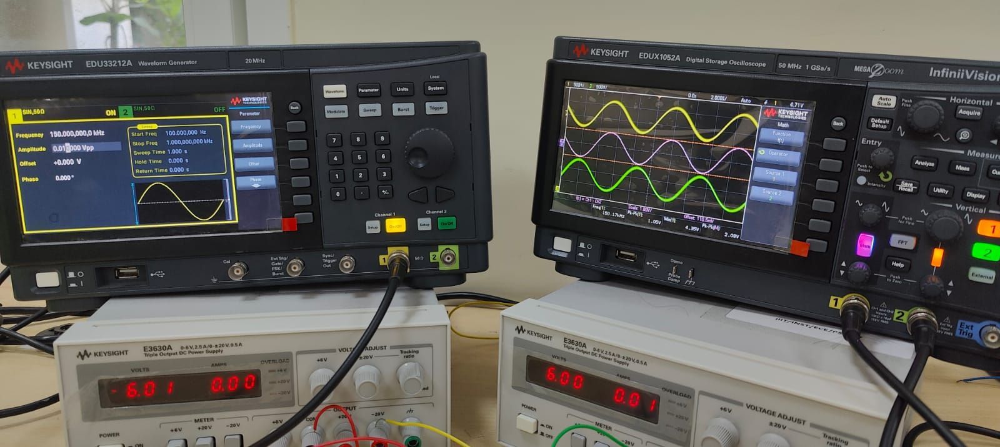 KEYSIGHT EDU33212A Waveform Generator 20 MHz
KEYSIGHT TECHNOLOGIES
1 SIN,50Ω ON 2 SIN,50Ω OFF
Parameter
Frequency 150.000,000,0 kHz
Amplitude 0.010,000 Vpp
Offset +0.000 V
Phase 0.000°
Sweep
Start Freq 100.000,000 Hz
Stop Freq 1.000,000,000 kHz
Sweep Time 1.000 s
Hold Time 0.000 s
Return Time 0.000 s
Frequency
Amplitude
Offset
Phase
Back
Local
Waveform Parameter Units System
Modulate Sweep Burst Trigger
7 8 9
4 5 6
1 2 3
0 . +/-
Channel 1 Channel 2
Setup On/Off Setup On/Off
Cal
Ext Trig/
Gate/
FSK/
Burst
Sync/
Trigger
Out
1 50 Ω 2
KEYSIGHT EDUX1052A Digital Storage Oscilloscope 50 MHz 1 GSa/s MEGA Zoom InfiniiVision
1 500V/ 2 500V/ 0.0s 2.000s/ Auto 1 4.71V
KEYSIGHT TECHNOLOGIES
Math
Function
f(t)
Operator
-
Source 1
1
Source 2
2
f(t) = Ch1 - Ch2 Scale: 1.00V/ Offset: 110.5mV
Freq(1): 150.17kHz
Pk-Pk(1): 1.05V
Min(1): 4.35V
Pk-Pk(M): 2.08V
Back
Auto Scale
Default Setup
Push Fine
Horizontal
Acquire
Entry
Push to Select
Intensity
Measure
Analyze Meas
Save Recall Utility Display
Vertical
Push for Fine
Math FFT
Help
Push to Zero
1
2
External
Demo
Probe Comp
1 2
Ext Trig
KEYSIGHT E3630A 0-6V, 2.5A/0-±20V, 0.5A
Triple Output DC Power Supply
VOLTS AMPS OVERLOAD
+6V
+20V
-20V
- 6.01 0.00
VOLTAGE ADJUST
+6V ±20V Tracking ratio
METER
+6V +20V -20V
POWER
ON
OUTPUT
+6V COM +20V -20V
KEYSIGHT E3630A 0-6V, 2.5A/0-±20V, 0.5A
Triple Output DC Power Supply
VOLTS AMPS OVERLOAD
+6V
+20V
-20V
6.00 0.01
POWER
ON
OFF
METER
-20V
VOLTAGE ADJUST
+6V ±20V Tracking ratio